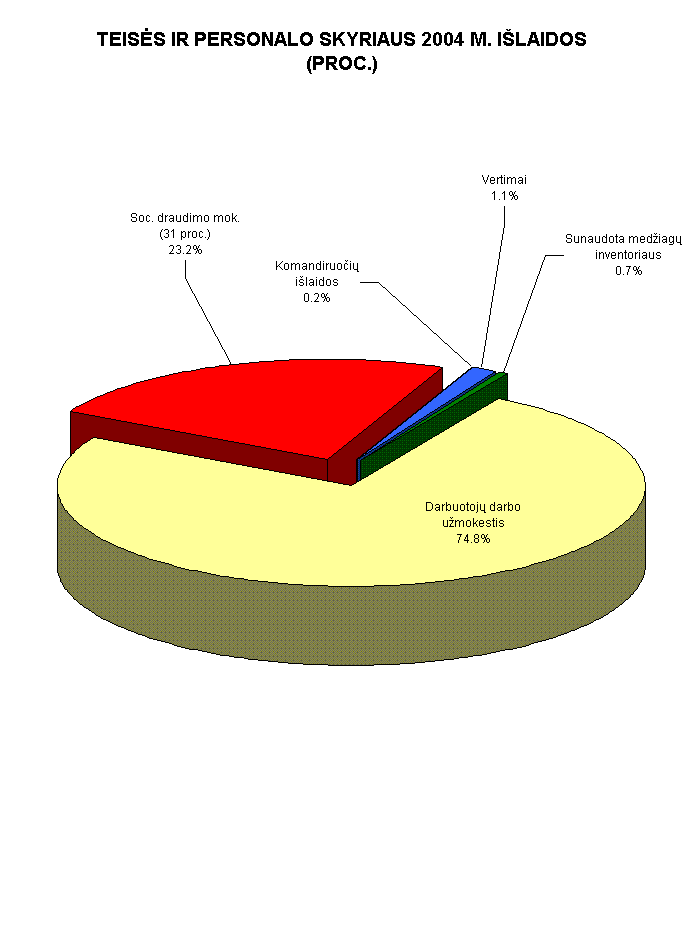 TEISĖS IR PERSONALO SKYRIAUS 2004 M. IŠLAIDOS
(PROC.)
Vertimai
1.1%
Soc. draudimo mok.
(31 proc.)
23.2%
Sunaudota medžiagų
inventoriaus
0.7%
Komandiruočių
išlaidos
0.2%
Darbuotojų darbo
užmokestis
74.8%